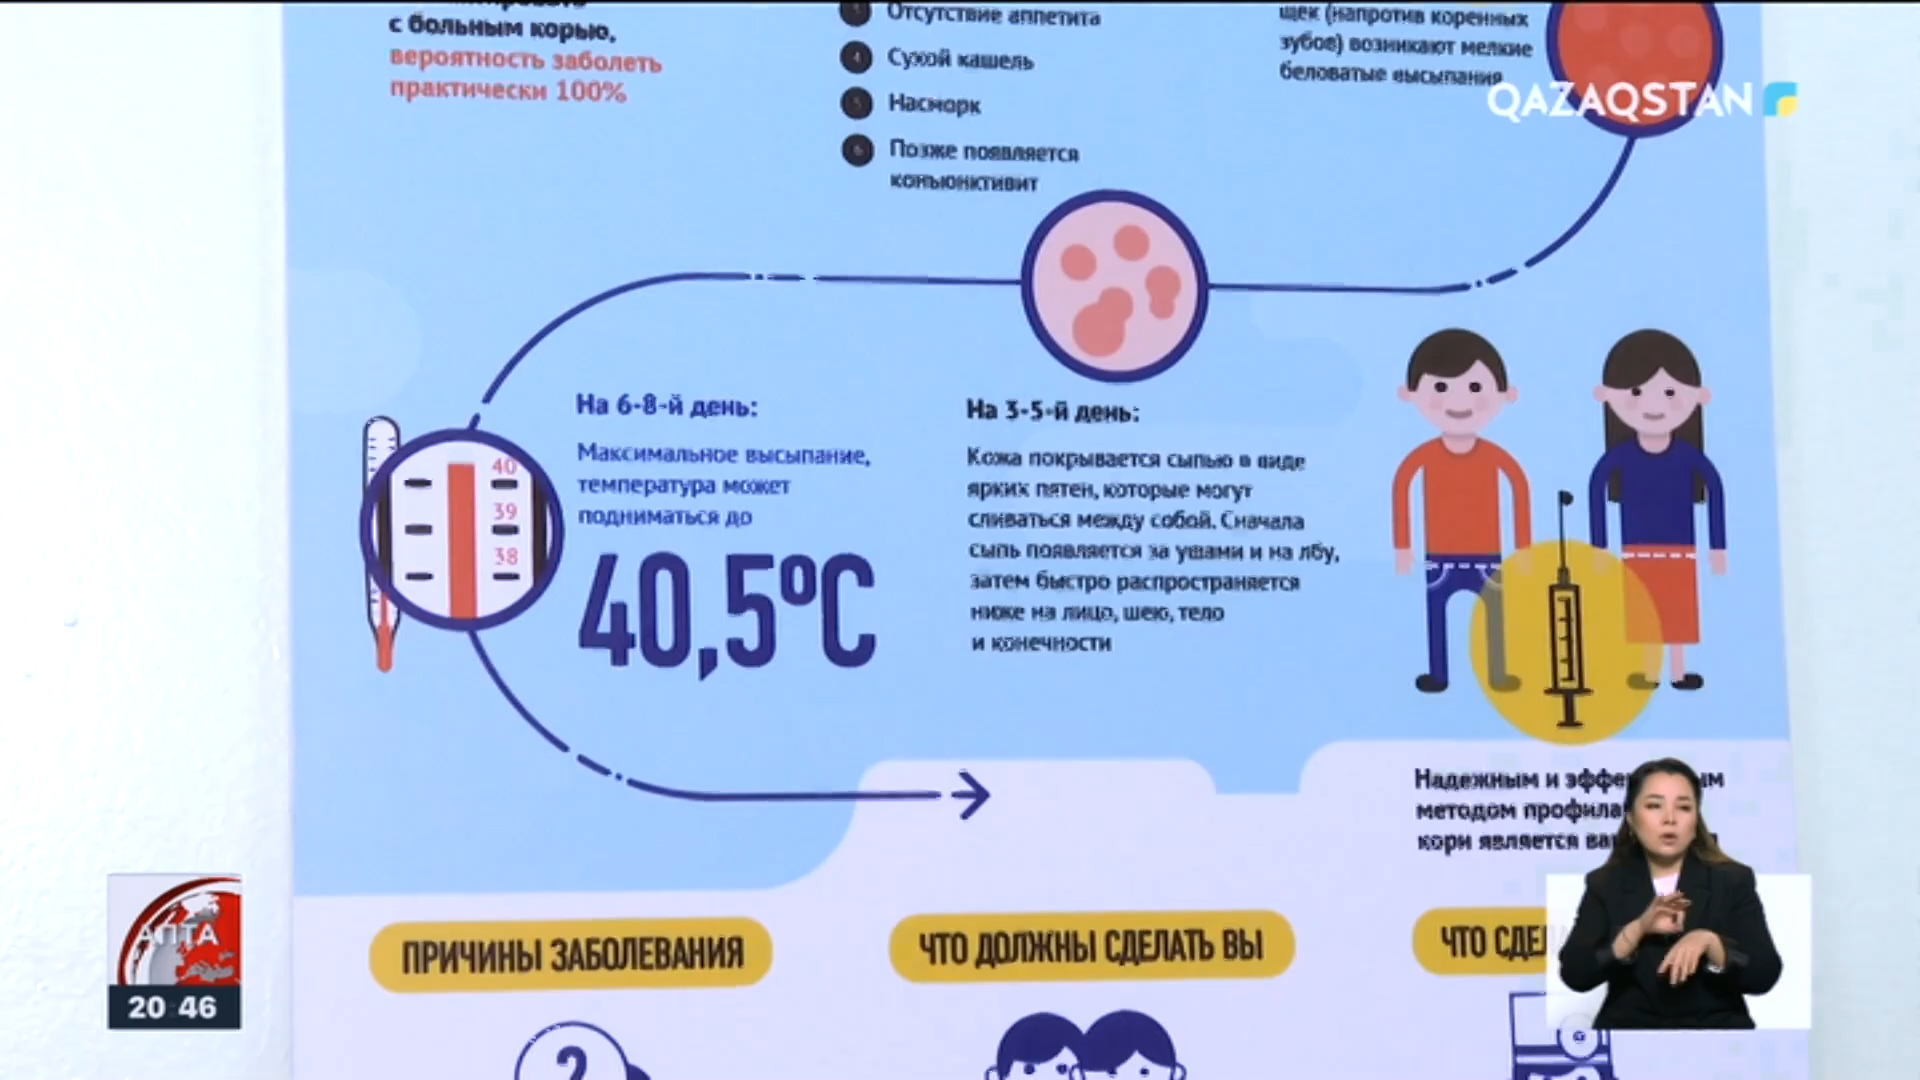 с больным корью,
вероятность заболеть
практически 100%
Отсутствие аппетита
4 Сухой кашель
5 Насморк
6 Позже появляется
конъюнктивит
щек (напротив коренных
зубов) возникают мелкие
беловатые высыпания
QAZAQSTAN
На 6-8-й день:
Максимальное высыпание,
температура может
подниматься до
40,5ºC
40
39
38
На 3-5-й день:
Кожа покрывается сыпью в виде
ярких пятен, которые могут
сливаться между собой. Сначала
сыпь появляется за ушами и на лбу,
затем быстро распространяется
ниже на лицо, шею, тело
и конечности
Надежным и
методом
кори является
ПРИЧИНЫ ЗАБОЛЕВАНИЯ
ЧТО ДОЛЖНЫ СДЕЛАТЬ ВЫ
ЧТО
?
АПТА
20 46